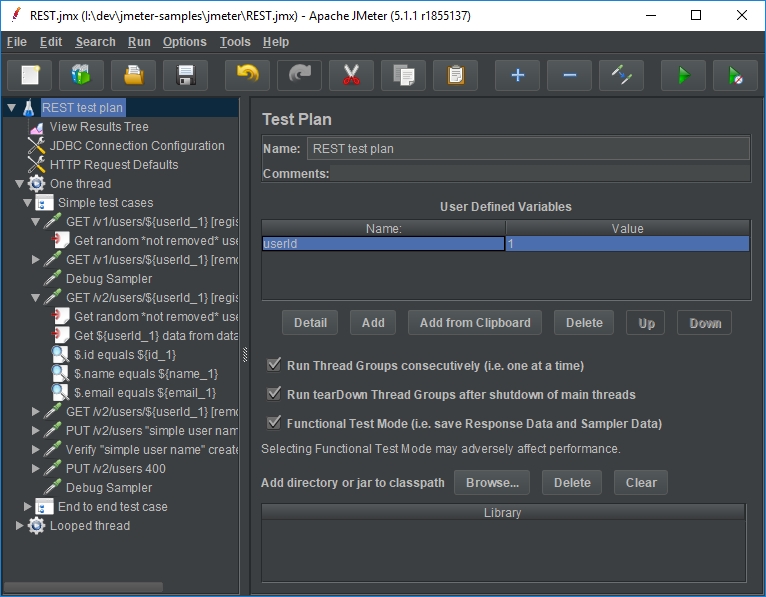 REST.jmx (I:\dev\jmeter-samples\jmeter\REST.jmx) - Apache JMeter (5.1.1 r1855137)
File Edit Search Run Options Tools Help
REST test plan
View Results Tree
JDBC Connection Configuration
HTTP Request Defaults
One thread
Simple test cases
GET /v1/users/${userId_1} [regis
Get random *not removed* use
GET /v1/users/${userId_1} [remo
Debug Sampler
GET /v2/users/${userId_1} [regis
Get random *not removed* use
Get ${userId_1} data from data
$.id equals ${id_1}
$.name equals ${name_1}
$.email equals ${email_1}
GET /v2/users/${userId_1} [remo
PUT /v2/users "simple user nam
Verify "simple user name" create
PUT /v2/users 400
Debug Sampler
End to end test case
Looped thread
Test Plan
Name: REST test plan
Comments:
User Defined Variables
Name: Value
userId 1
Detail Add Add from Clipboard Delete Up Down
Run Thread Groups consecutively (i.e. one at a time)
Run tearDown Thread Groups after shutdown of main threads
Functional Test Mode (i.e. save Response Data and Sampler Data)
Selecting Functional Test Mode may adversely affect performance.
Add directory or jar to classpath Browse... Delete Clear
Library